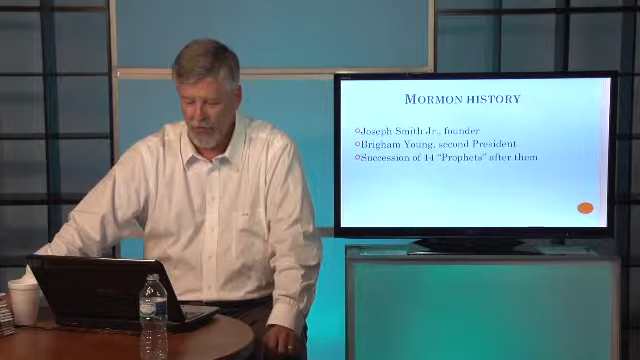 MORMON HISTORY
Joseph Smith Jr., founder
Brigham Young, second President
Succession of 14 "Prophets" after them